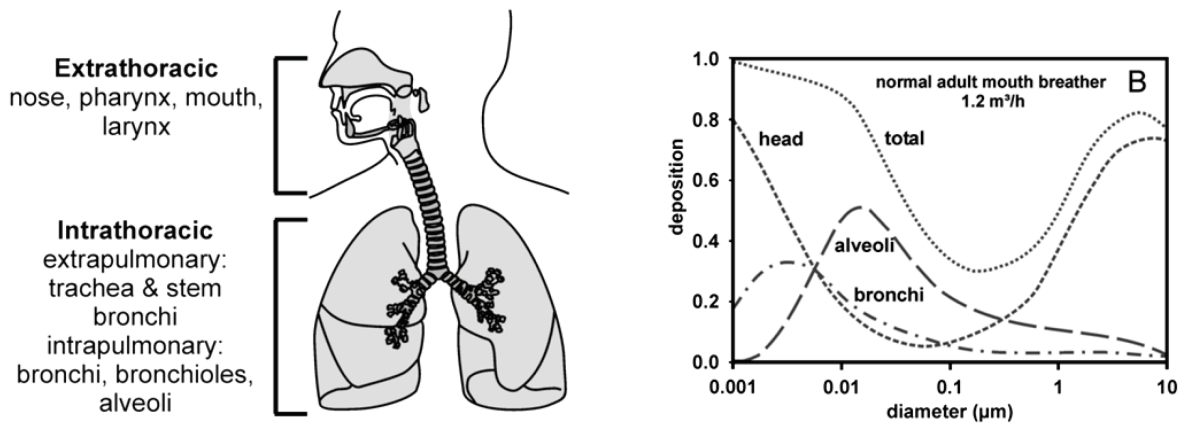 Extrathoracic
nose, pharynx, mouth,
larynx
Intrathoracic
extrapulmonary:
trachea & stem
bronchi
intrapulmonary:
bronchi, bronchioles,
alveoli
B
normal adult mouth breather
1.2 m³/h
head
total
alveoli
bronchi
deposition
1.0
0.8
0.6
0.4
0.2
0.0
0.001
0.01
0.1
1
10
diameter (µm)